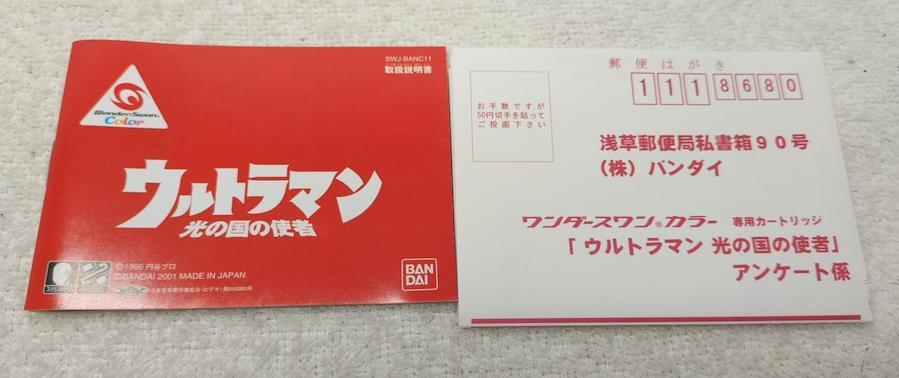 SWJ-BANC11
取扱説明書
WonderSwan
Color
ウルトラマン
光の国の使者
©1966 円谷プロ
©BANDAI 2001 MADE IN JAPAN
BAN
DAI
郵便はがき
1118680
お手数ですが
50円切手を貼って
ご投函下さい
浅草郵便局私書箱90号
(株)バンダイ
ワンダースワン®カラー 専用カートリッジ
「ウルトラマン 光の国の使者」
アンケート係